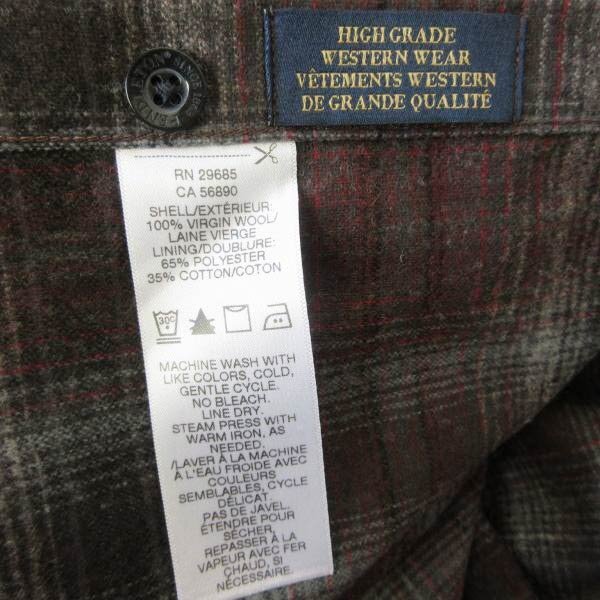 HIGH GRADE
WESTERN WEAR
VÊTEMENTS WESTERN
DE GRANDE QUALITÉ
RN 29685
CA 56890
SHELL/EXTÉRIEUR:
100% VIRGIN WOOL/
LAINE VIERGE
LINING/DOUBLURE:
65% POLYESTER
35% COTTON/COTON
30C
MACHINE WASH WITH
LIKE COLORS, COLD,
GENTLE CYCLE.
NO BLEACH.
LINE DRY.
STEAM PRESS WITH
WARM IRON, AS
NEEDED.
/LAVER À LA MACHINE
À L'EAU FROIDE AVEC
COULEURS
SEMBLABLES, CYCLE
DÉLICAT.
PAS DE JAVEL.
ÉTENDRE POUR
SÉCHER,
REPASSER À LA
VAPEUR AVEC FER
CHAUD, SI
NÉCESSAIRE.